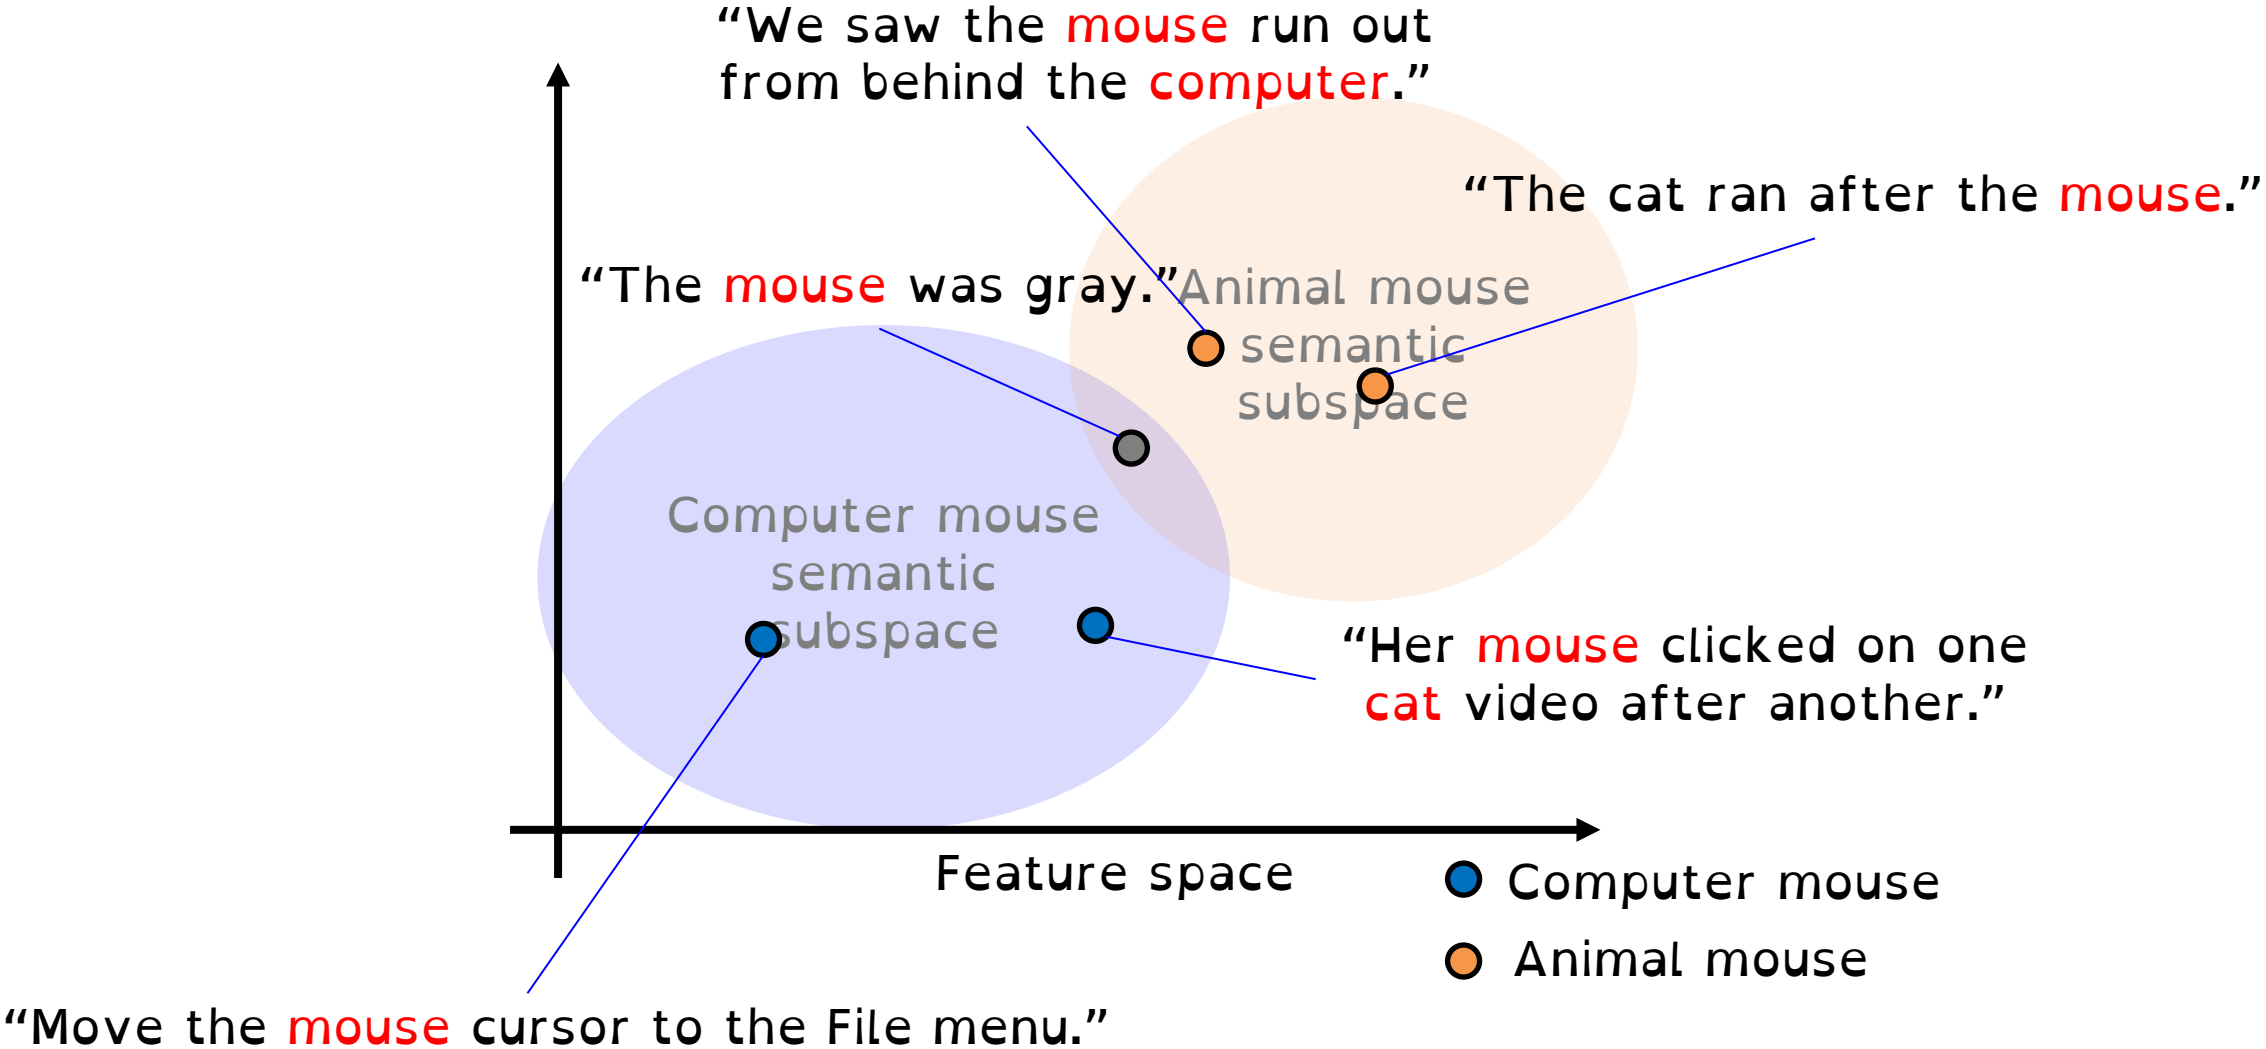 “We saw the mouse run out
from behind the computer.”
“The cat ran after the mouse.”
“The mouse was gray.”
Animal mouse
semantic
subspace
Computer mouse
semantic
subspace
“Her mouse clicked on one
cat video after another.”
Feature space
Computer mouse
Animal mouse
“Move the mouse cursor to the File menu.”